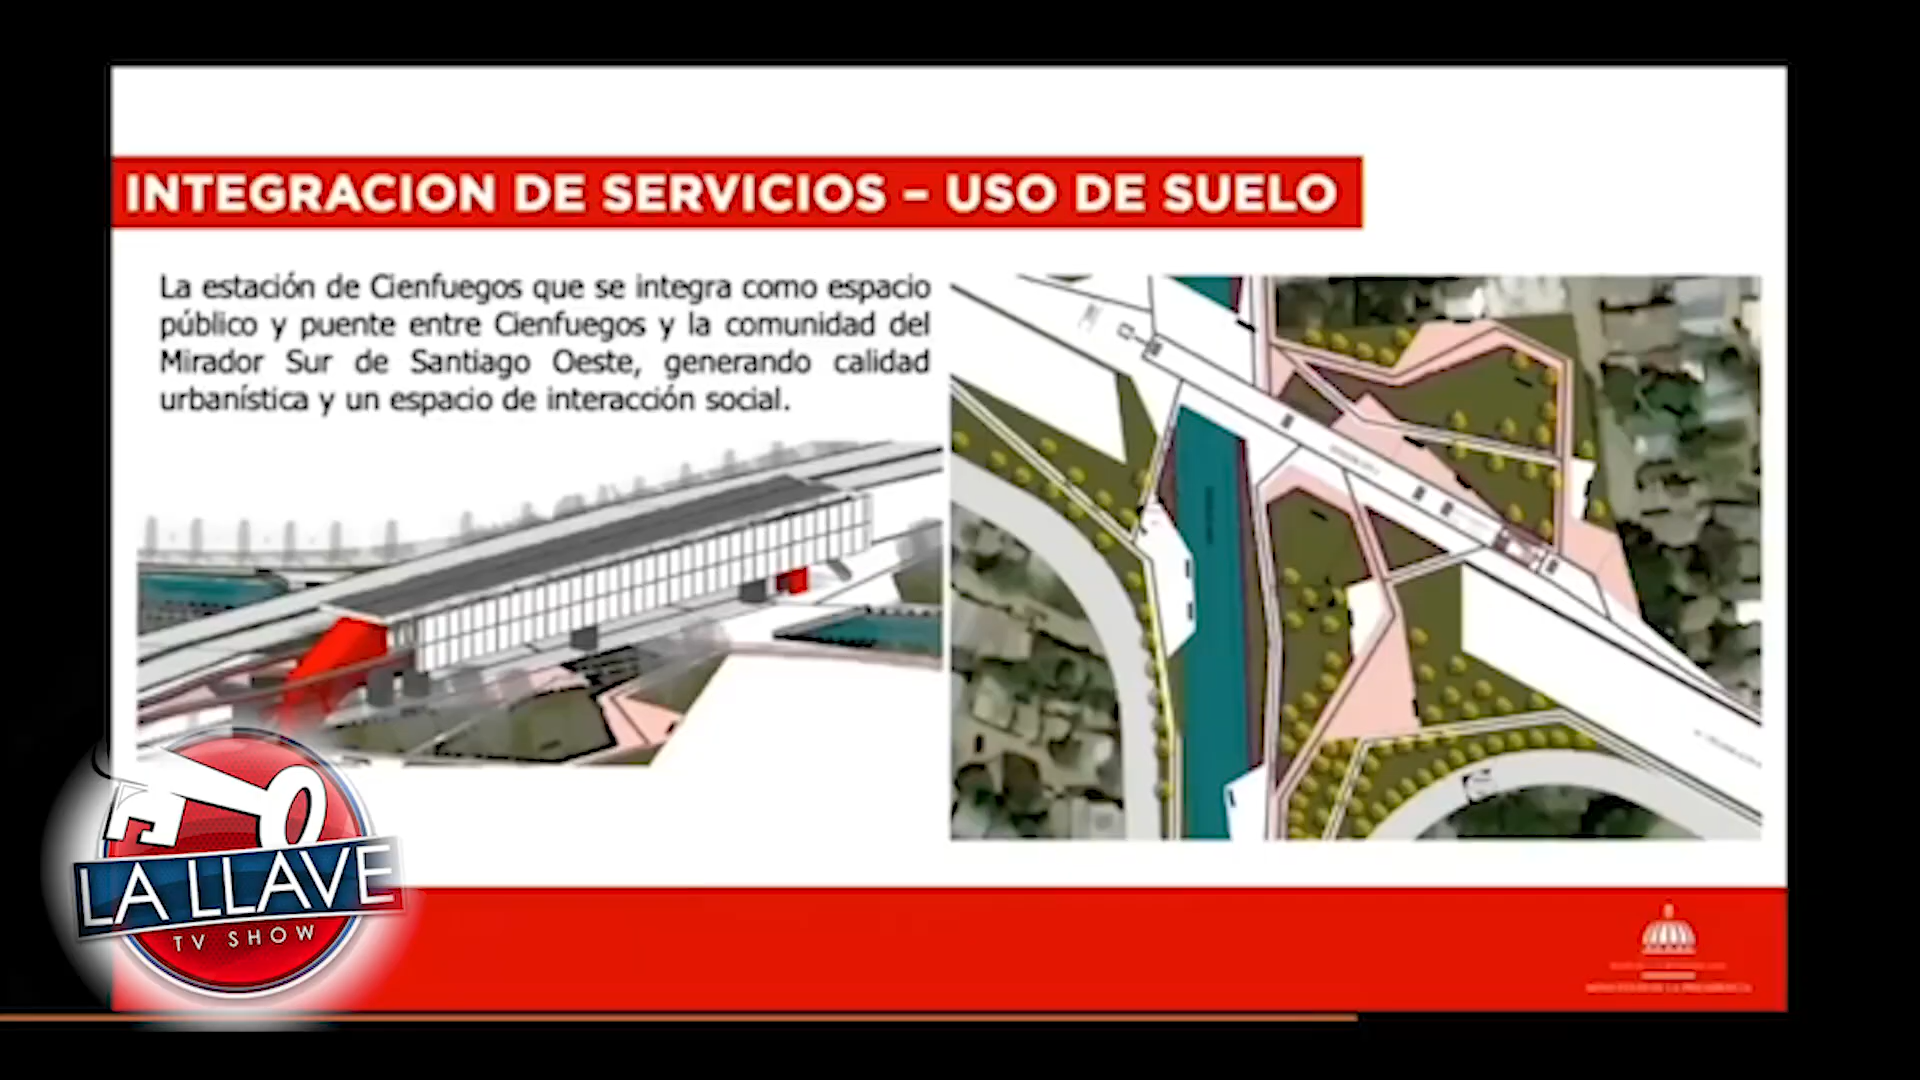 INTEGRACION DE SERVICIOS – USO DE SUELO
La estación de Cienfuegos que se integra como espacio
público y puente entre Cienfuegos y la comunidad del
Mirador Sur de Santiago Oeste, generando calidad
urbanística y un espacio de interacción social.
LA LLAVE
TV SHOW